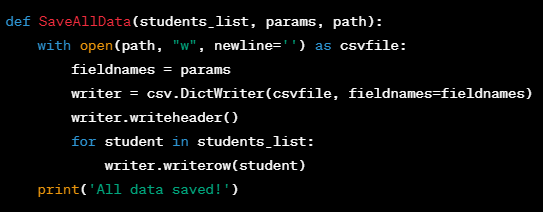 def SaveAllData(students_list, params, path):
    with open(path, "w", newline='') as csvfile:
        fieldnames = params
        writer = csv.DictWriter(csvfile, fieldnames=fieldnames)
        writer.writeheader()
        for student in students_list:
            writer.writerow(student)
    print('All data saved!')